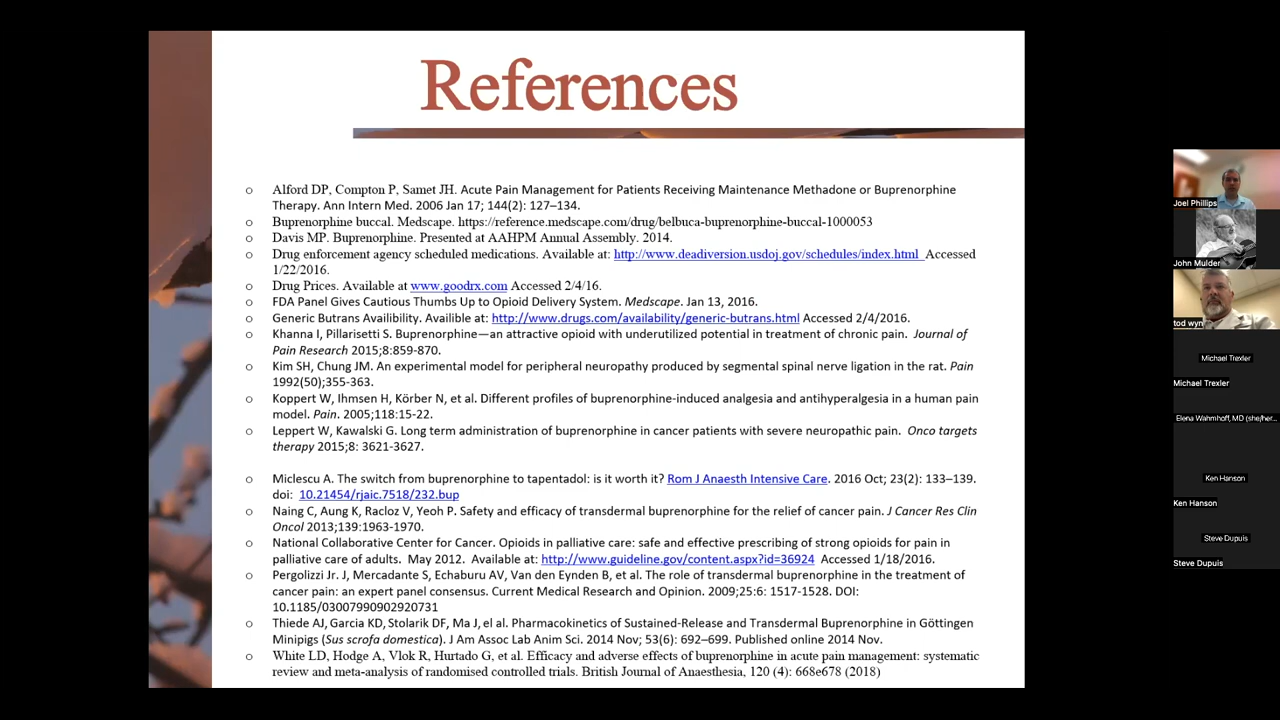 References
o Alford DP, Compton P, Samet JH. Acute Pain Management for Patients Receiving Maintenance Methadone or Buprenorphine
Therapy. Ann Intern Med. 2006 Jan 17; 144(2): 127–134.
o Buprenorphine buccal. Medscape. https://reference.medscape.com/drug/belbuca-buprenorphine-buccal-1000053
o Davis MP. Buprenorphine. Presented at AAHPM Annual Assembly. 2014.
o Drug enforcement agency scheduled medications. Available at: http://www.deadiversion.usdoj.gov/schedules/index.html Accessed
1/22/2016.
o Drug Prices. Available at www.goodrx.com Accessed 2/4/16.
o FDA Panel Gives Cautious Thumbs Up to Opioid Delivery System. Medscape. Jan 13, 2016.
o Generic Butrans Availibility. Availible at: http://www.drugs.com/availability/generic-butrans.html Accessed 2/4/2016.
o Khanna I, Pillarisetti S. Buprenorphine—an attractive opioid with underutilized potential in treatment of chronic pain. Journal of
Pain Research 2015;8:859-870.
o Kim SH, Chung JM. An experimental model for peripheral neuropathy produced by segmental spinal nerve ligation in the rat. Pain
1992(50);355-363.
o Koppert W, Ihmsen H, Körber N, et al. Different profiles of buprenorphine-induced analgesia and antihyperalgesia in a human pain
model. Pain. 2005;118:15-22.
o Leppert W, Kawalski G. Long term administration of buprenorphine in cancer patients with severe neuropathic pain. Onco targets
therapy 2015;8: 3621-3627.
o Miclescu A. The switch from buprenorphine to tapentadol: is it worth it? Rom J Anaesth Intensive Care. 2016 Oct; 23(2): 133–139.
doi: 10.21454/rjaic.7518/232.bup
o Naing C, Aung K, Racloz V, Yeoh P. Safety and efficacy of transdermal buprenorphine for the relief of cancer pain. J Cancer Res Clin
Oncol 2013;139:1963-1970.
o National Collaborative Center for Cancer. Opioids in palliative care: safe and effective prescribing of strong opioids for pain in
palliative care of adults. May 2012. Available at: http://www.guideline.gov/content.aspx?id=36924 Accessed 1/18/2016.
o Pergolizzi Jr. J, Mercadante S, Echaburu AV, Van den Eynden B, et al. The role of transdermal buprenorphine in the treatment of
cancer pain: an expert panel consensus. Current Medical Research and Opinion. 2009;25:6: 1517-1528. DOI:
10.1185/03007990902920731
o Thiede AJ, Garcia KD, Stolarik DF, Ma J, el al. Pharmacokinetics of Sustained-Release and Transdermal Buprenorphine in Göttingen
Minipigs (Sus scrofa domestica). J Am Assoc Lab Anim Sci. 2014 Nov; 53(6): 692–699. Published online 2014 Nov.
o White LD, Hodge A, Vlok R, Hurtado G, et al. Efficacy and adverse effects of buprenorphine in acute pain management: systematic
review and meta-analysis of randomised controlled trials. British Journal of Anaesthesia, 120 (4): 668e678 (2018)
Joel Phillips
John Mulder
tod wyn
Michael Trexler
Michael Trexler
Elena Wahmhoff, MD (she/her...
Ken Hanson
Ken Hanson
Steve Dupuis
Steve Dupuis